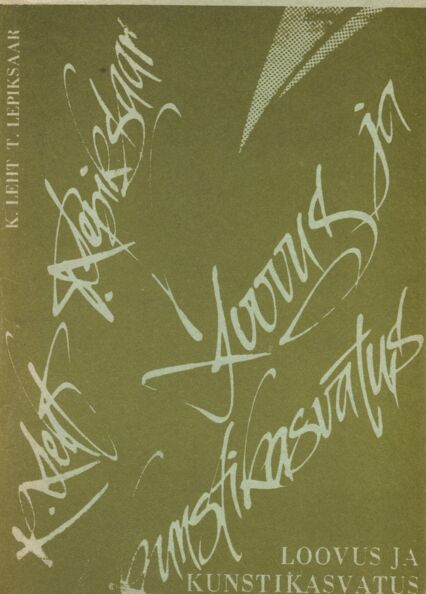 K. LEHT T. LEPIKSAAR
T. Lepiksaar
K. Leht
Loovus ja
kunstikasvatus
LOOVUS JA
KUNSTIKASVATUS